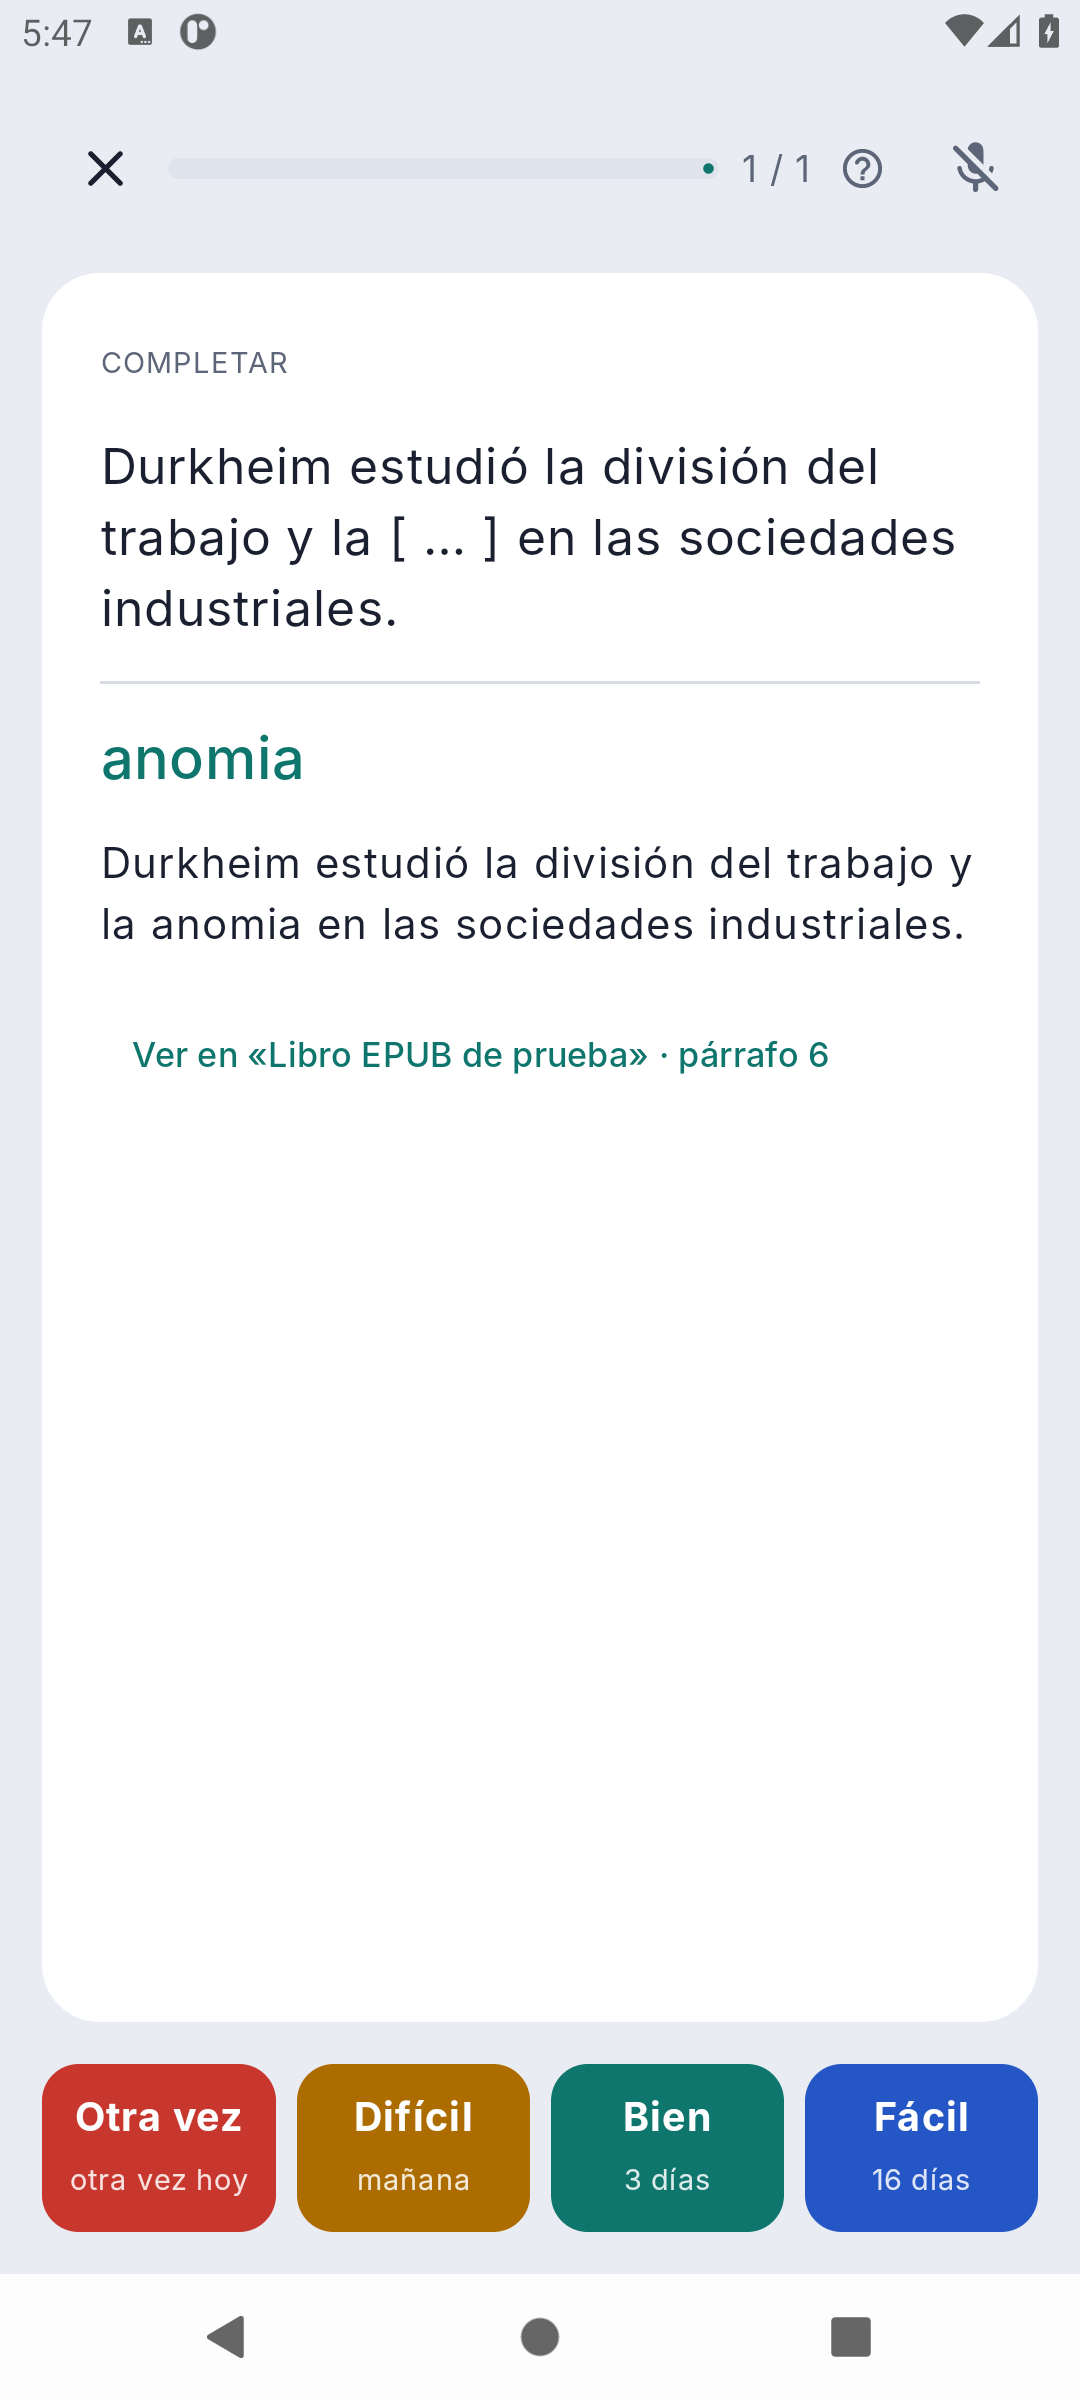 5:47
1 / 1
COMPLETAR
Durkheim estudió la división del
trabajo y la [ ... ] en las sociedades
industriales.
anomia
Durkheim estudió la división del trabajo y
la anomia en las sociedades industriales.
Ver en «Libro EPUB de prueba» · párrafo 6
Otra vez
otra vez hoy
Difícil
mañana
Bien
3 días
Fácil
16 días